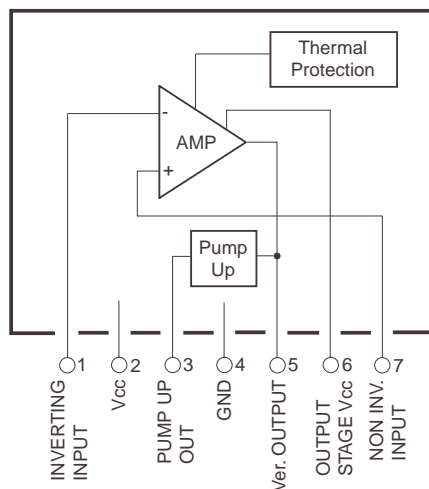 Thermal
Protection
-
AMP
+
Pump
Up
1
2
3
4
5
6
7
INVERTING
INPUT
Vcc
PUMP UP
OUT
GND
Ver. OUTPUT
OUTPUT
STAGE Vcc
NON INV.
INPUT